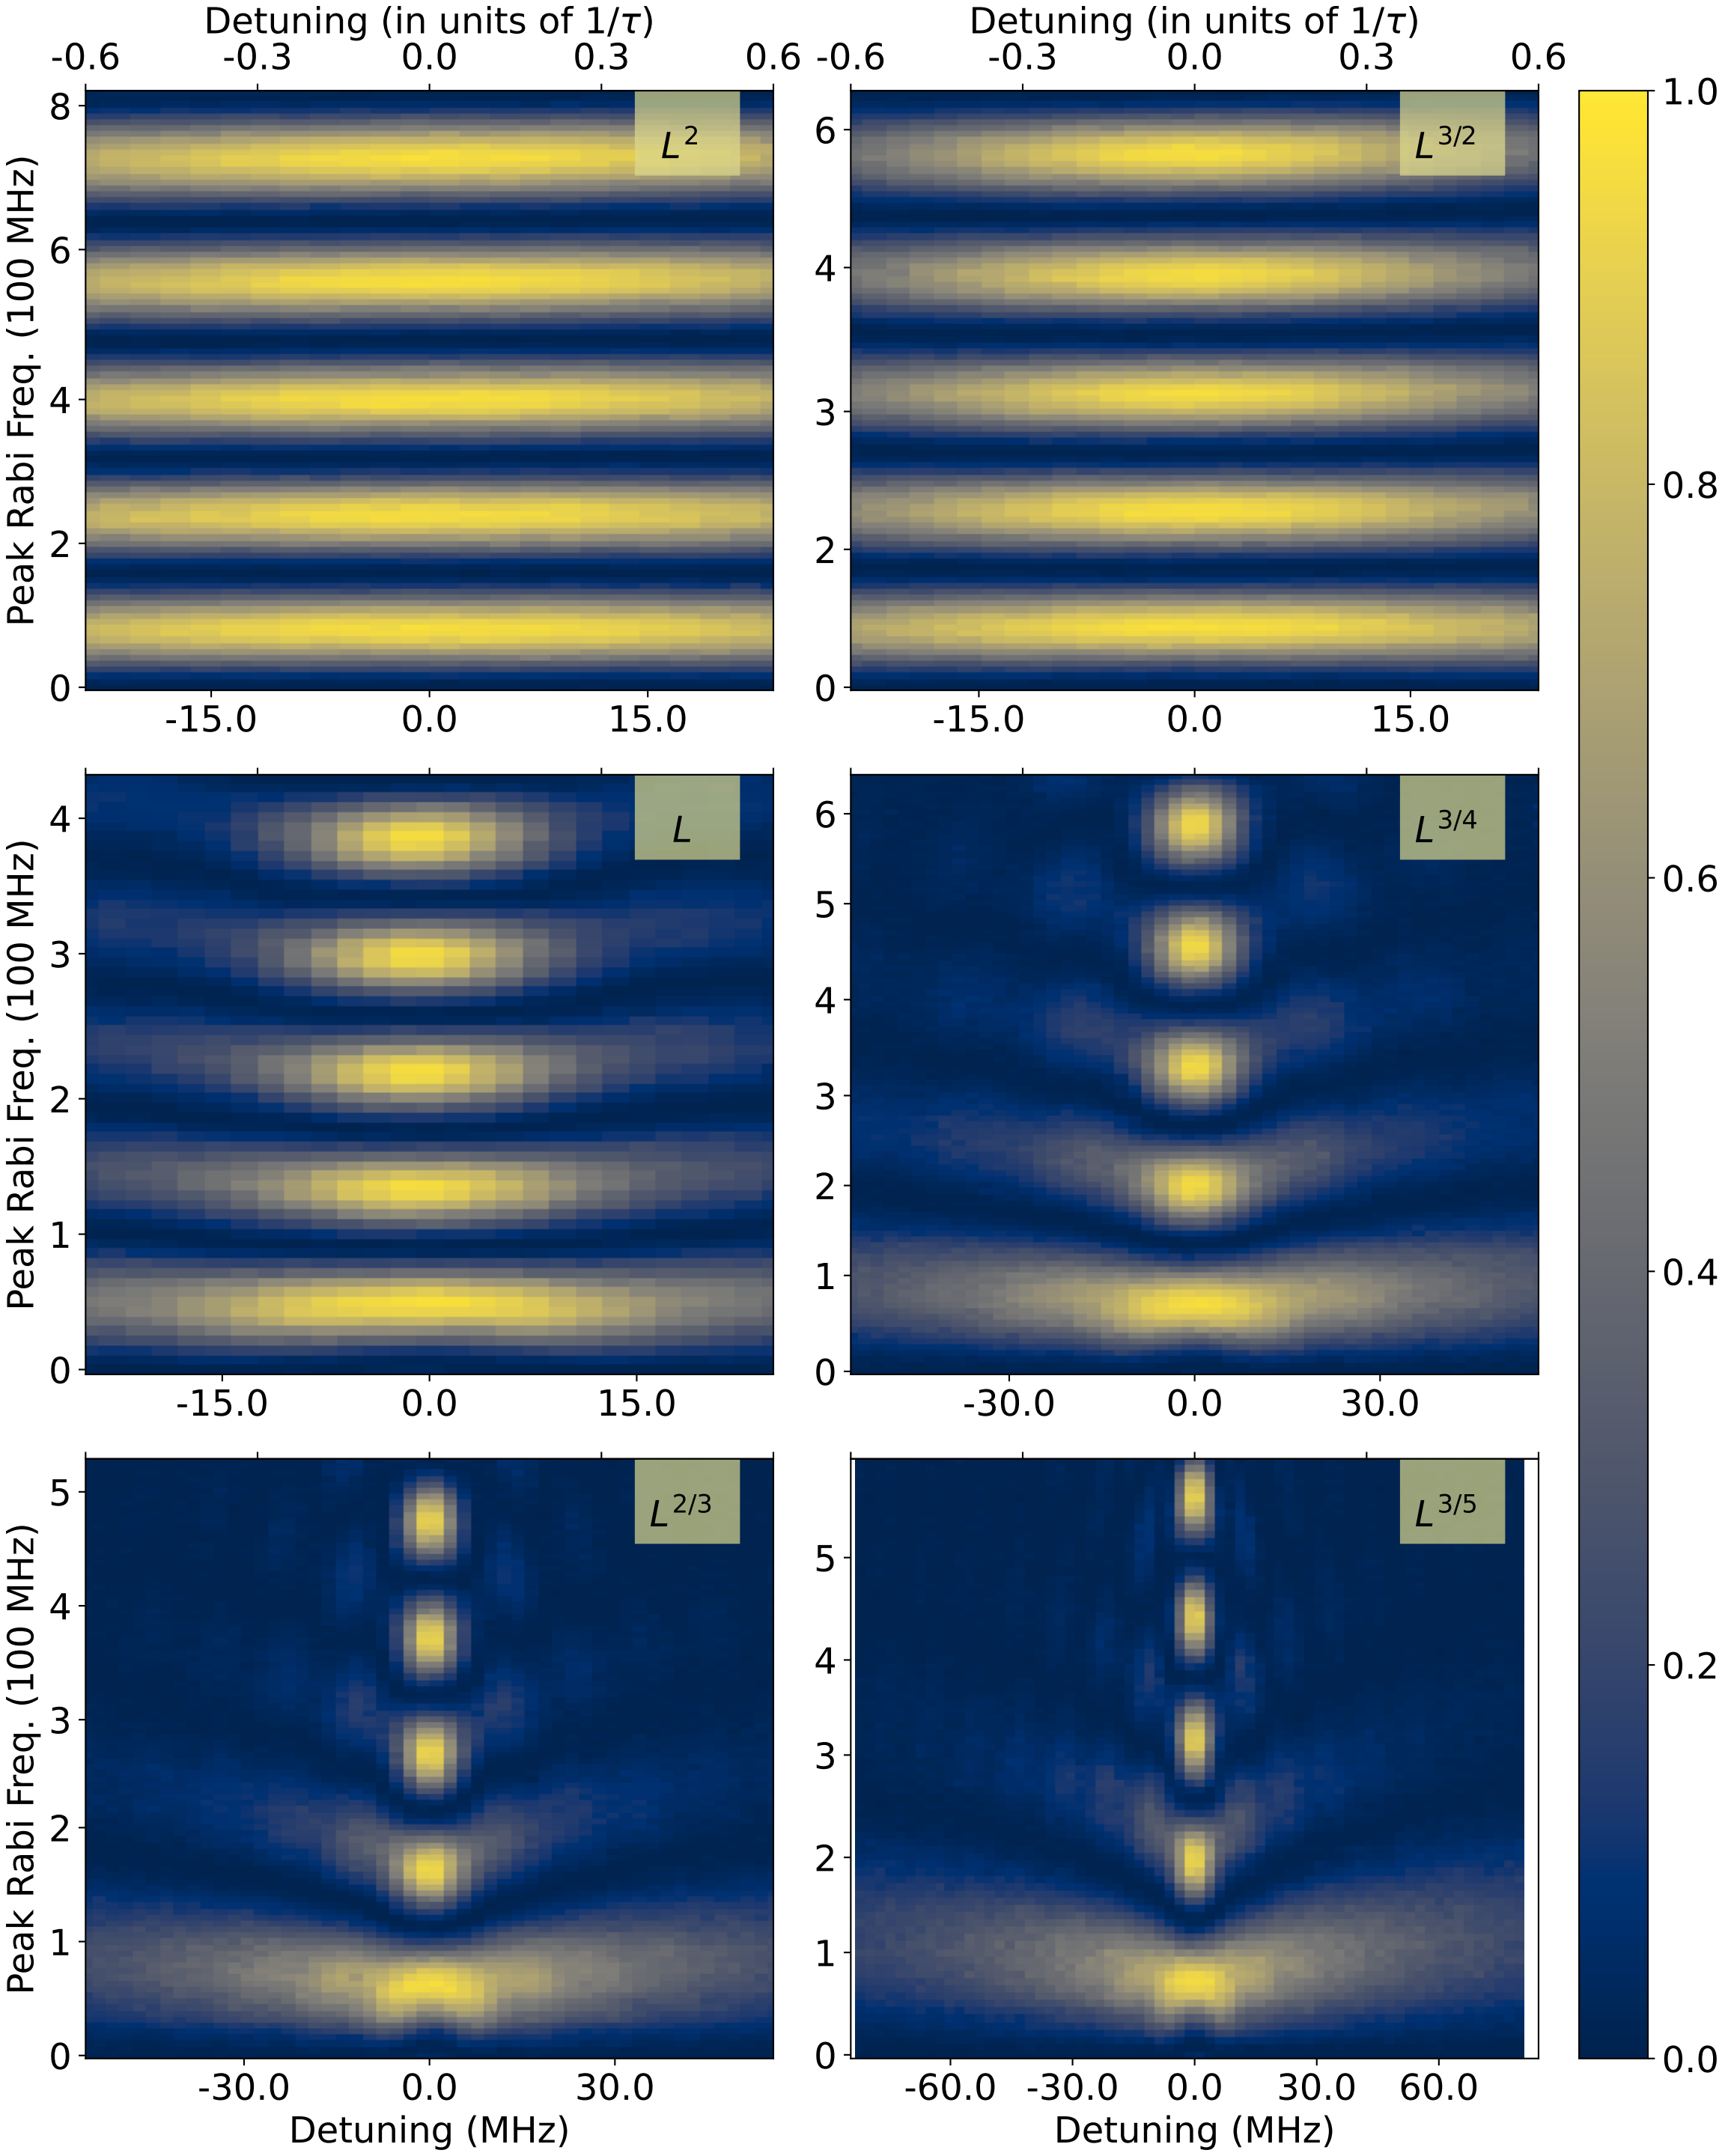 Detuning (in units of 1/τ) Detuning (in units of 1/τ)
-0.6 -0.3 0.0 0.3 0.6 -0.6 -0.3 0.0 0.3 0.6
Peak Rabi Freq. (100 MHz)
8
6
4
2
0
L²
-15.0 0.0 15.0
6
4
3
2
0
L^3/2
-15.0 0.0 15.0
Peak Rabi Freq. (100 MHz)
4
3
2
1
0
L
-15.0 0.0 15.0
6
5
4
3
2
1
0
L^3/4
-30.0 0.0 30.0
Peak Rabi Freq. (100 MHz)
5
4
3
2
1
0
L^2/3
-30.0 0.0 30.0
Detuning (MHz)
5
4
3
2
1
0
L^3/5
-60.0 -30.0 0.0 30.0 60.0
Detuning (MHz)
1.0
0.8
0.6
0.4
0.2
0.0